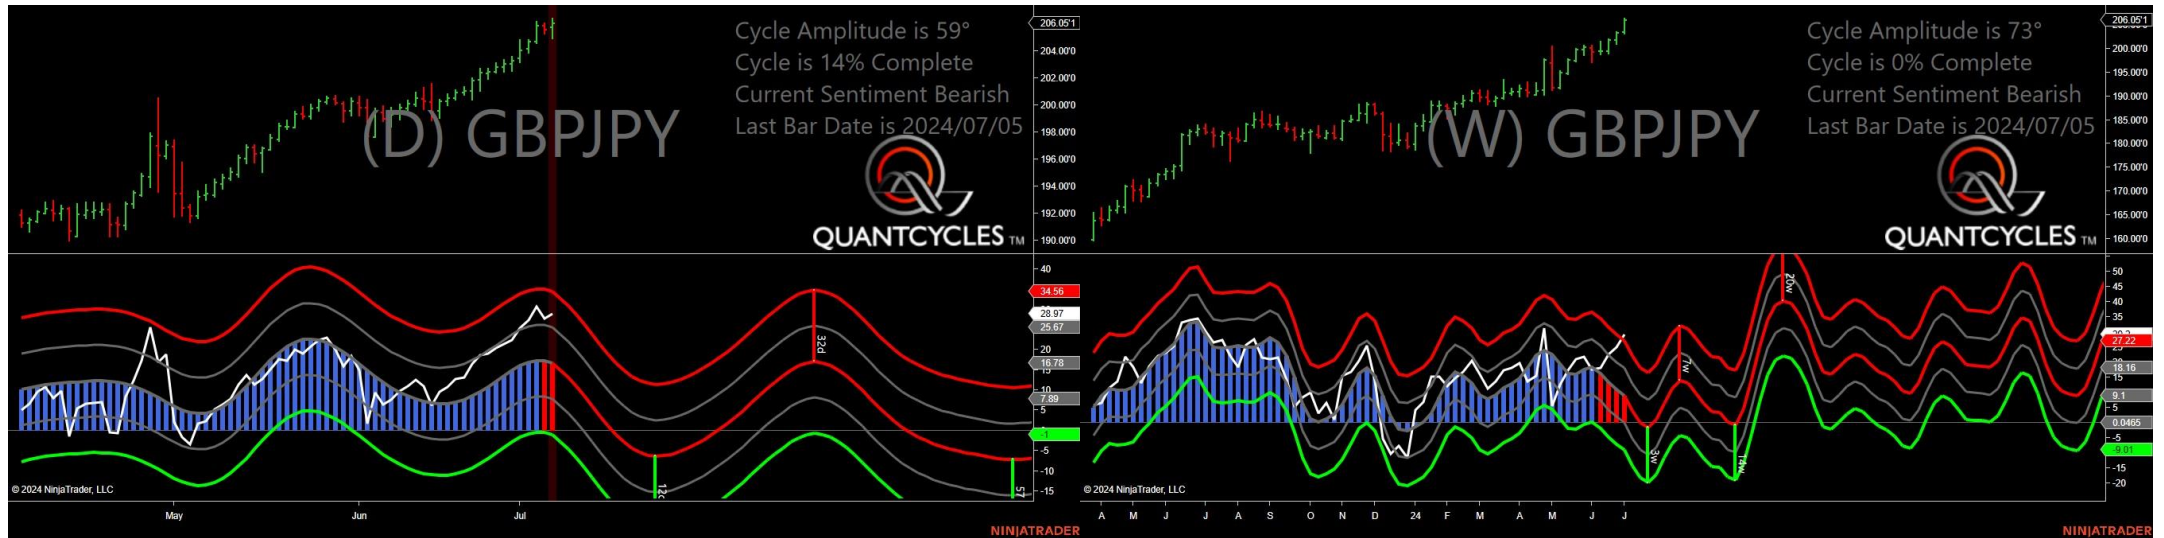 Cycle Amplitude is 59°
Cycle is 14% Complete
Current Sentiment Bearish
Last Bar Date is 2024/07/05
(D) GBPJPY
QUANTCYCLES TM
206.05'1
204.00'0
202.00'0
200.00'0
198.00'0
196.00'0
194.00'0
192.00'0
190.00'0
40
34.56
28.97
25.67
20
16.78
15
10
7.89
5
-1
-5
-10
-15
32d
57
© 2024 NinjaTrader, LLC
May
Jun
Jul
NINJATRADER
Cycle Amplitude is 73°
Cycle is 0% Complete
Current Sentiment Bearish
Last Bar Date is 2024/07/05
(W) GBPJPY
QUANTCYCLES TM
206.05'1
200.00'0
195.00'0
190.00'0
185.00'0
180.00'0
175.00'0
170.00'0
165.00'0
160.00'0
50
45
40
35
27.22
18.16
15
9.1
5
0.0465
-5
-9.01
-15
-20
3w
7w
14w
20w
© 2024 NinjaTrader, LLC
A M J J A S O N D 24 F M A M J J
NINJATRADER